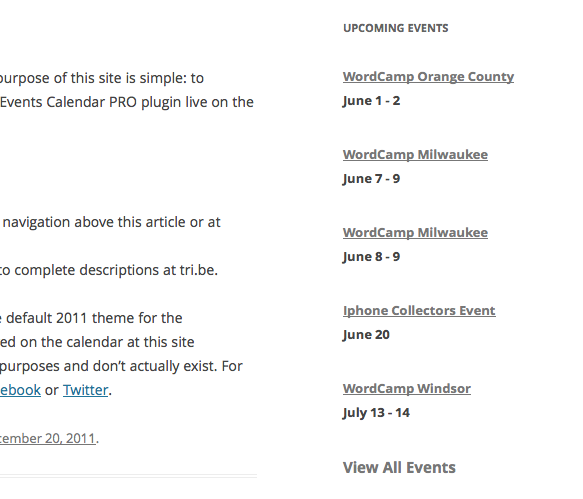 purpose of this site is simple: to
Events Calendar PRO plugin live on the
navigation above this article or at
to complete descriptions at tri.be.
default 2011 theme for the
ed on the calendar at this site
purposes and don’t actually exist. For
ebook or Twitter.
cember 20, 2011.
UPCOMING EVENTS
WordCamp Orange County
June 1 - 2
WordCamp Milwaukee
June 7 - 9
WordCamp Milwaukee
June 8 - 9
Iphone Collectors Event
June 20
WordCamp Windsor
July 13 - 14
View All Events